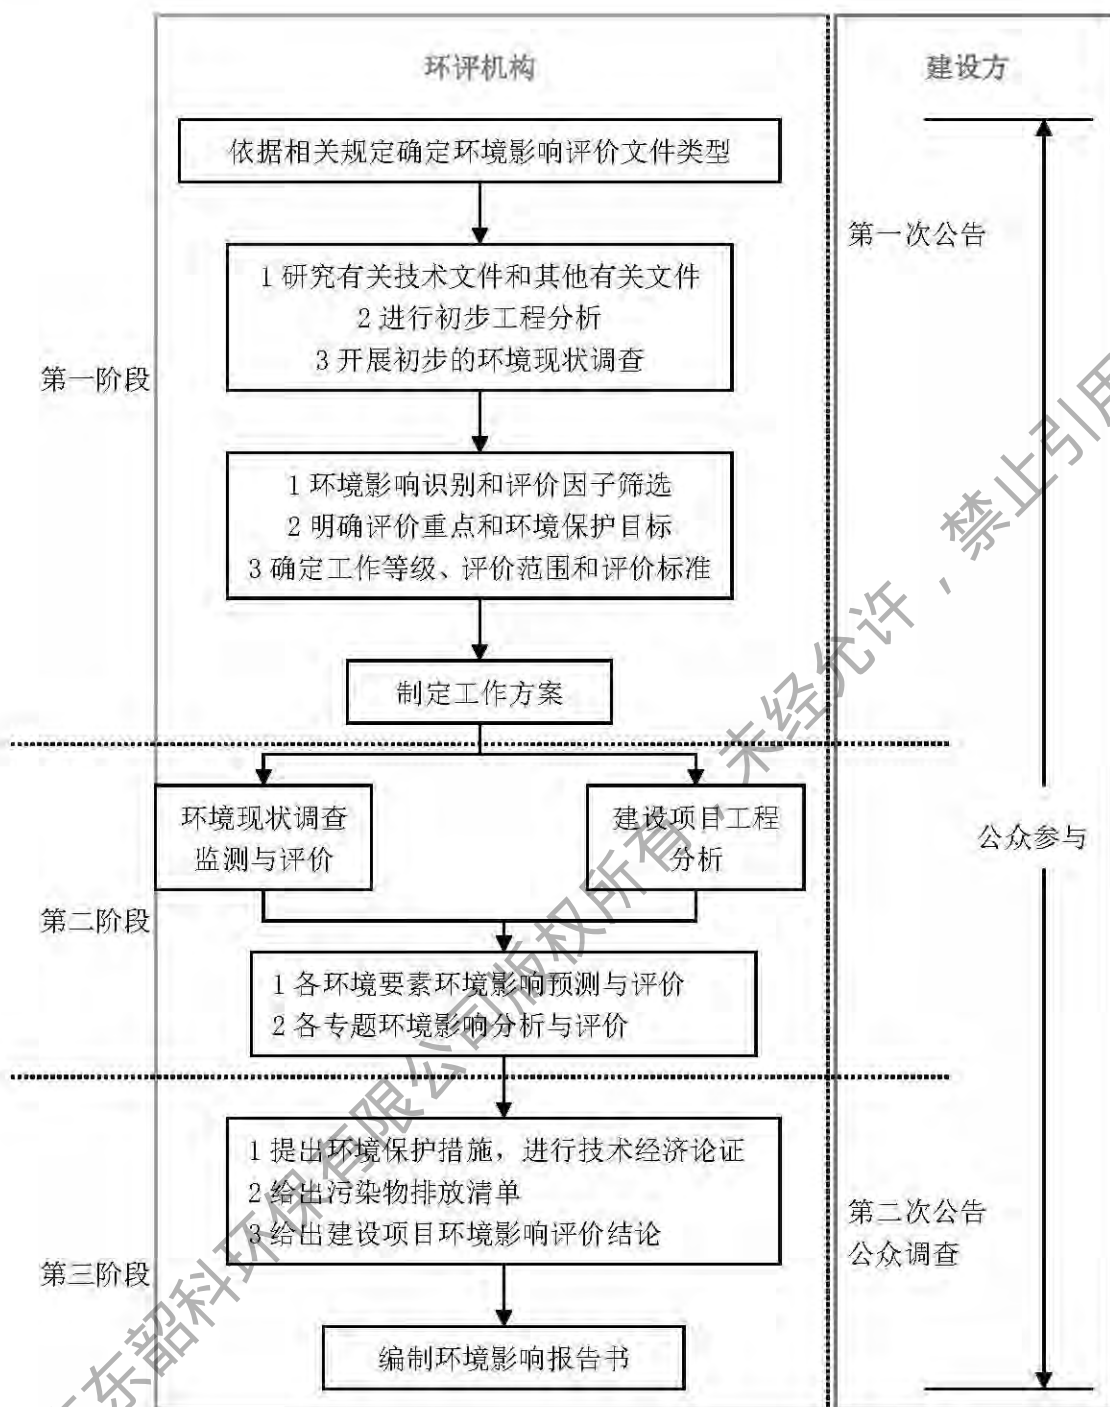 环评机构
建设方
依据相关规定确定环境影响评价文件类型
第一次公告
1 研究有关技术文件和其他有关文件
2 进行初步工程分析
3 开展初步的环境现状调查
第一阶段
1 环境影响识别和评价因子筛选
2 明确评价重点和环境保护目标
3 确定工作等级、评价范围和评价标准
制定工作方案
环境现状调查
监测与评价
建设项目工程
分析
公众参与
第二阶段
1 各环境要素环境影响预测与评价
2 各专题环境影响分析与评价
1 提出环境保护措施，进行技术经济论证
2 给出污染物排放清单
3 给出建设项目环境影响评价结论
第二次公告
公众调查
第三阶段
编制环境影响报告书
东韶科环保有限公司版权所有，未经允许，禁止引用